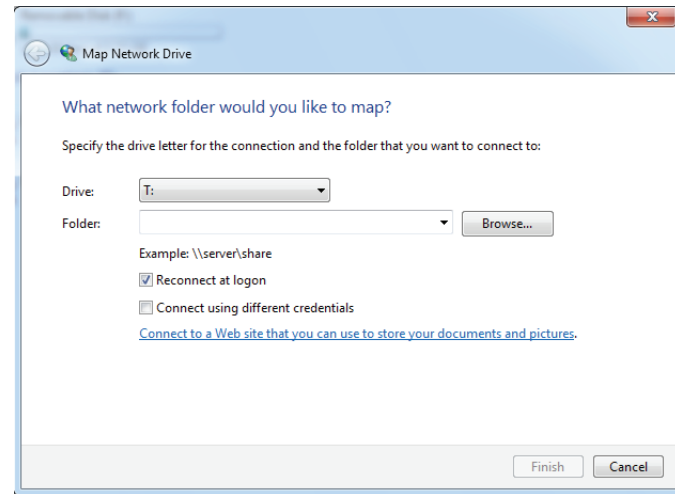 Map Network Drive
What network folder would you like to map?
Specify the drive letter for the connection and the folder that you want to connect to:
Drive: T:
Folder: Browse...
Example: \\server\share
Reconnect at logon
Connect using different credentials
Connect to a Web site that you can use to store your documents and pictures.
Finish Cancel